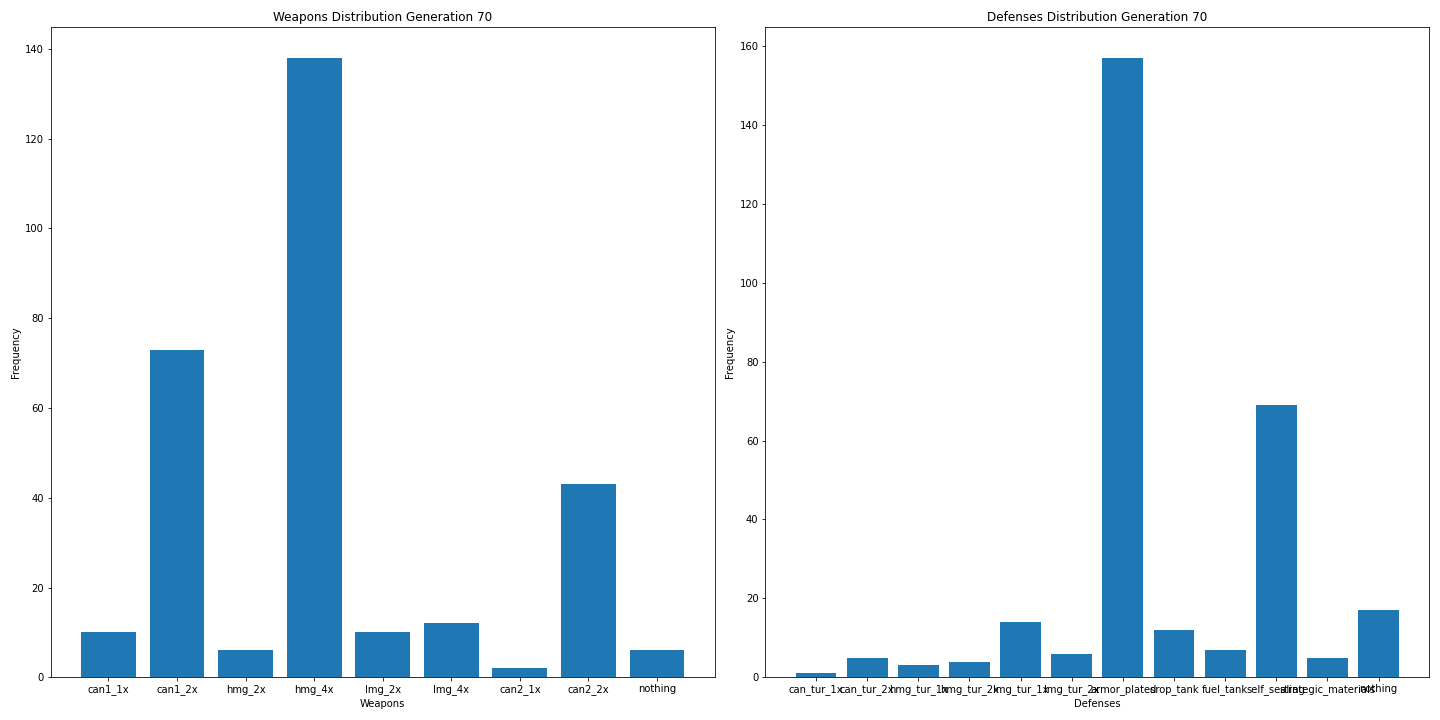 Weapons Distribution Generation 70
Frequency
140
120
100
80
60
40
20
0
can1_1x can1_2x hmg_2x hmg_4x lmg_2x lmg_4x can2_1x can2_2x nothing
Weapons
Defenses Distribution Generation 70
Frequency
160
140
120
100
80
60
40
20
0
can_tur_1x can_tur_2x hmg_tur_1x hmg_tur_2x lmg_tur_1x lmg_tur_2x armor_plated drop_tank fuel_tank self_sealing strategic_materials nothing
Defenses